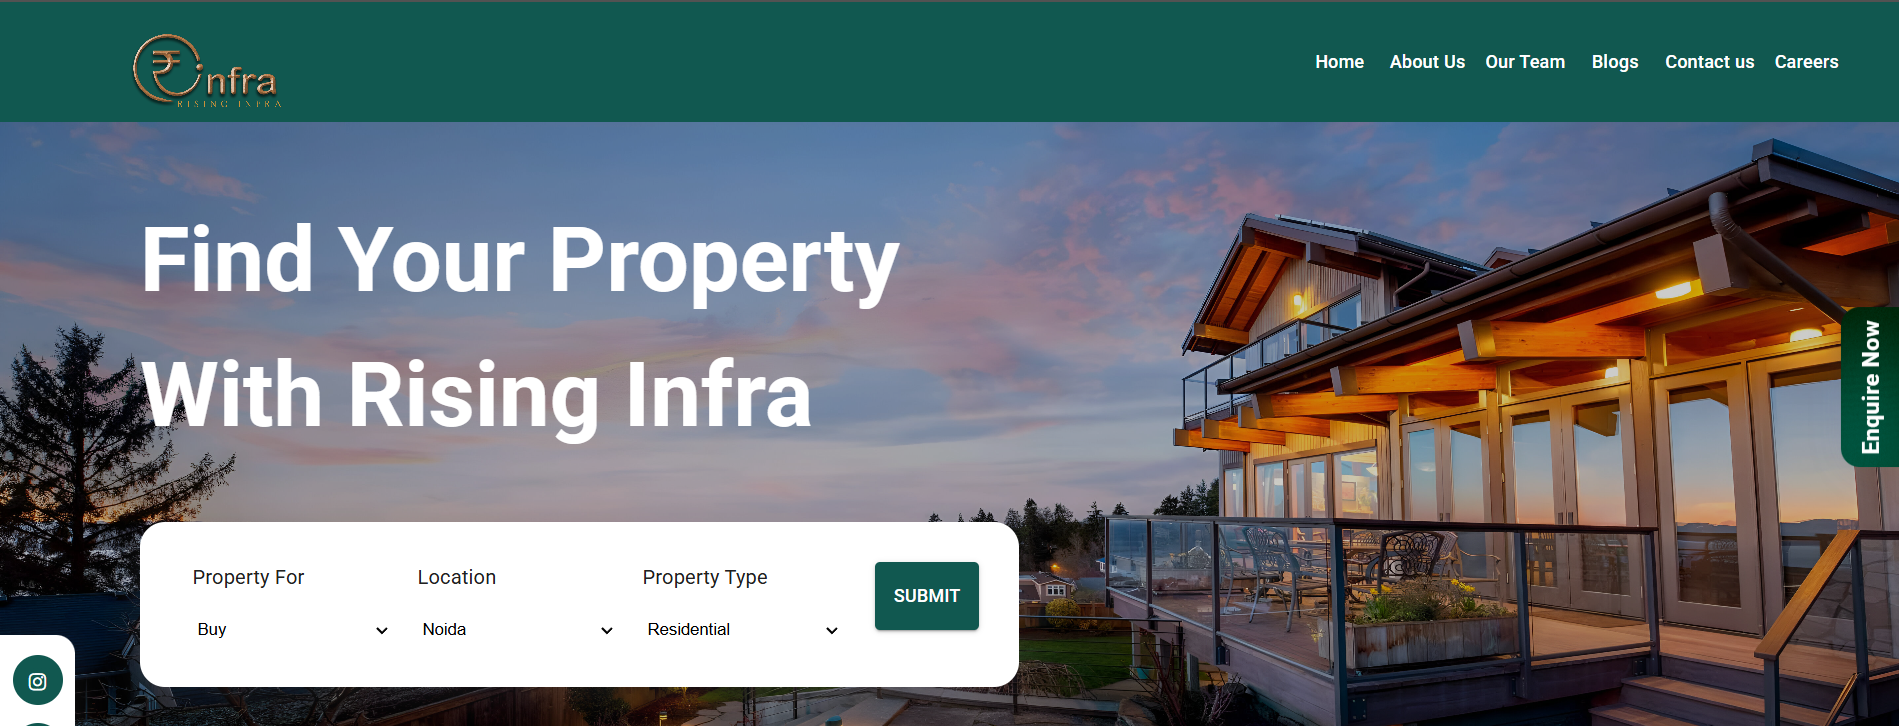 ₹infra
RISING INFRA
Home About Us Our Team Blogs Contact us Careers
Find Your Property
With Rising Infra
Enquire Now
Property For Location Property Type
SUBMIT
Buy Noida Residential